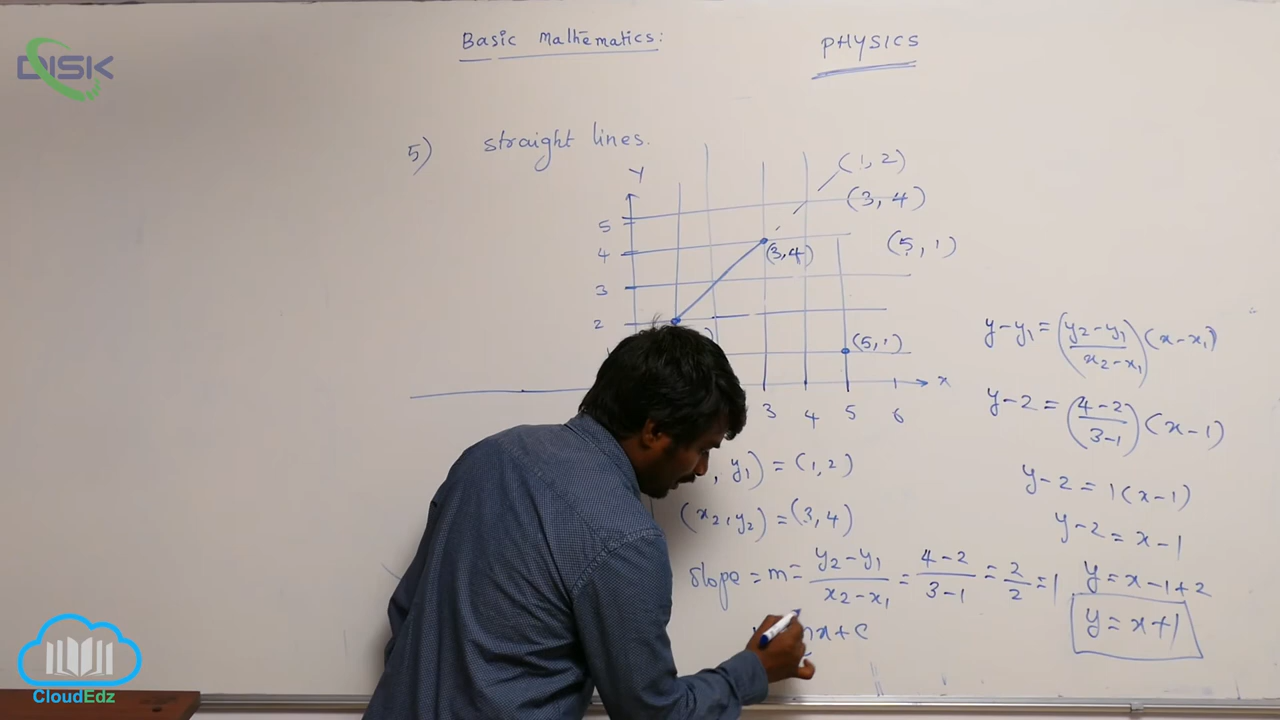 DISK
Basic Mathematics:
PHYSICS
5) straight lines.
Y
(1, 2)
(3, 4)
(5, 1)
5
4
3
2
(3,4)
(5,1)
x
3 4 5 6
, y₁) = (1, 2)
(x₂, y₂) = (3, 4)
Slope = m = y₂-y₁/x₂-x₁ = 4-2/3-1 = 2/2 = 1
x + c
y-y₁ = (y₂-y₁/x₂-x₁)(x-x₁)
y-2 = (4-2/3-1)(x-1)
y-2 = 1(x-1)
y-2 = x-1
y = x-1+2
y = x+1
CloudEdz